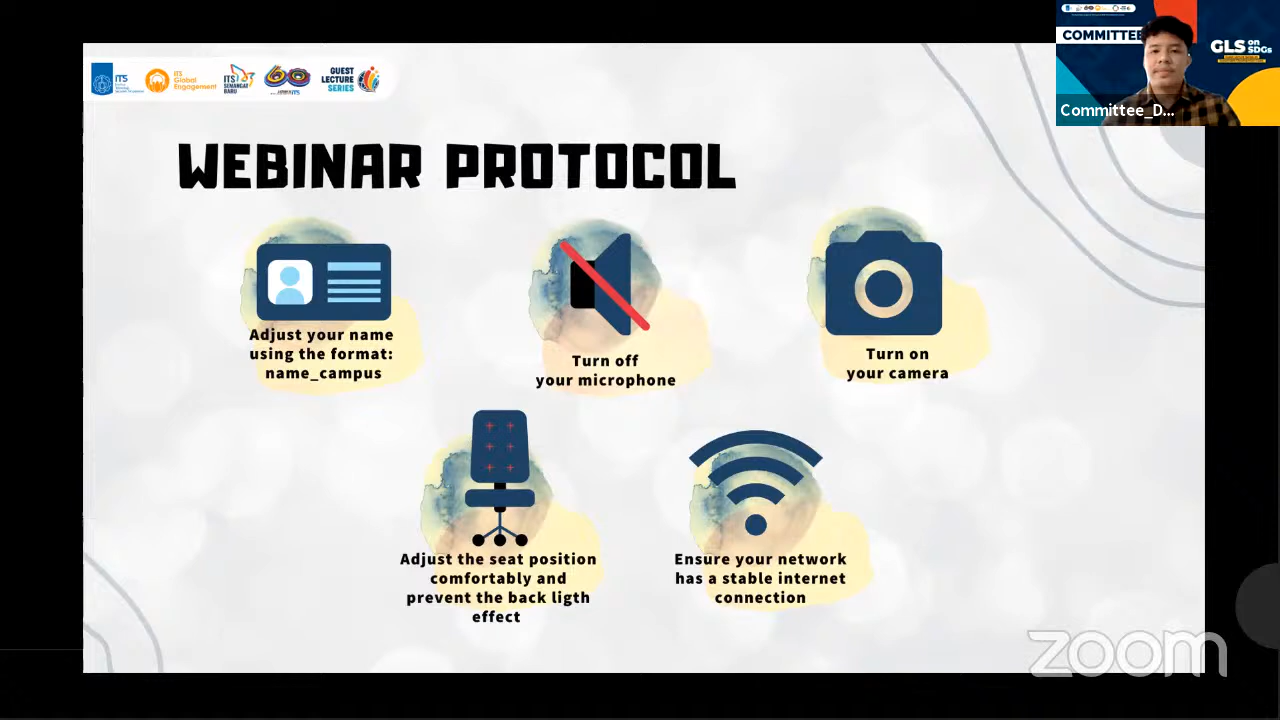 ITS
ITS
Global
Engagement
ITS
SEMANGAT
BARU
60
GUEST
LECTURE
SERIES
COMMITTEE
GLS on
SDGs
Committee_D...
WEBINAR PROTOCOL
Adjust your name
using the format:
name_campus
Turn off
your microphone
Turn on
your camera
Adjust the seat position
comfortably and
prevent the back ligth
effect
Ensure your network
has a stable internet
connection
zoom